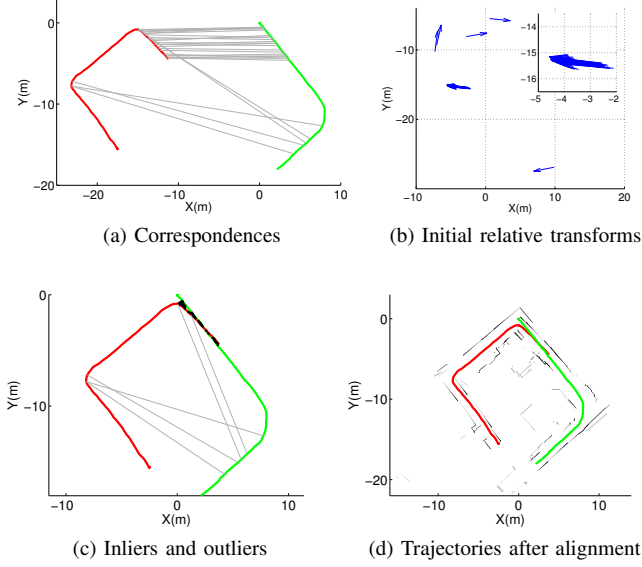 0
−10
−20
Y(m)
−20
−10
0
10
X(m)
(a) Correspondences
−10
−20
−30
Y(m)
−10
0
10
20
X(m)
−14
−15
−16
−5
−4
−3
−2
(b) Initial relative transforms
0
−10
Y(m)
−10
0
10
X(m)
(c) Inliers and outliers
0
−10
−20
Y(m)
−10
0
10
X(m)
(d) Trajectories after alignment